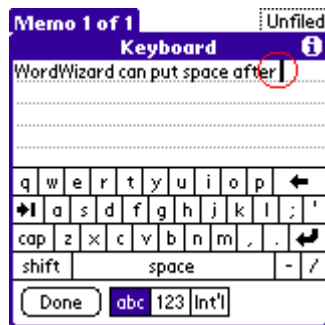 Memo 1 of 1 Unfiled
Keyboard i
WordWizard can put space after
q w e r t y u i o p
a s d f g h j k l ; '
cap z x c v b n m , .
shift space - /
Done abc 123 Int'l